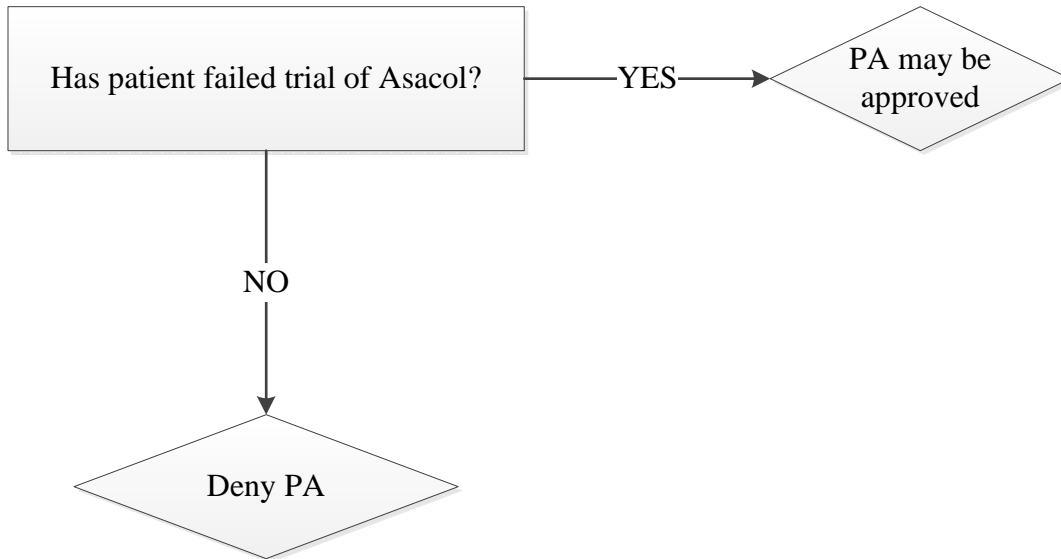 Has patient failed trial of Asacol?
YES
PA may be
approved
NO
Deny PA